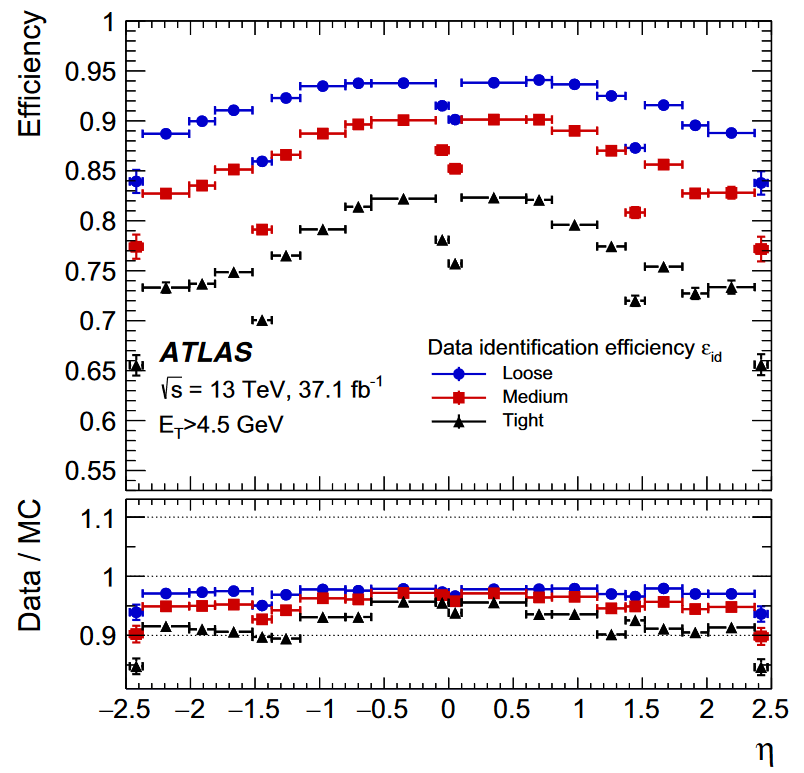 Efficiency
1
0.95
0.9
0.85
0.8
0.75
0.7
0.65
0.6
0.55
ATLAS
√s = 13 TeV, 37.1 fb⁻¹
E_T>4.5 GeV
Data identification efficiency ε_id
Loose
Medium
Tight
Data / MC
1.1
1
0.9
−2.5 −2 −1.5 −1 −0.5 0 0.5 1 1.5 2 2.5
η